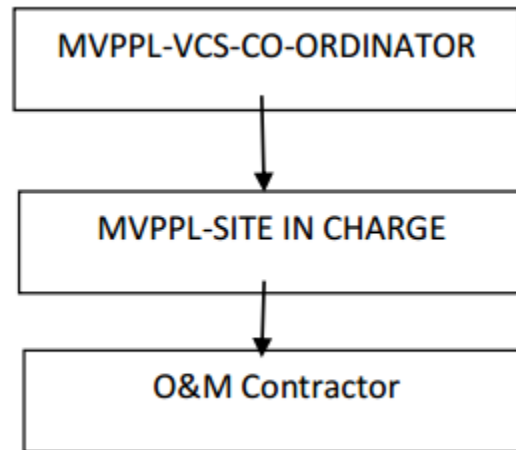 MVPPL-VCS-CO-ORDINATOR
MVPPL-SITE IN CHARGE
O&M Contractor